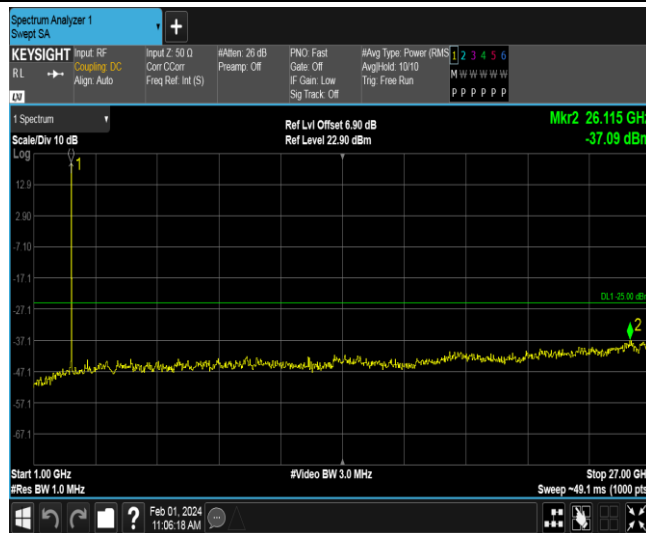 Spectrum Analyzer 1
Swept SA
+
KEYSIGHT
RL
LXI
Input: RF
Coupling: DC
Align: Auto
Input Z: 50 Ω
Corr CCorr
Freq Ref: Int (S)
#Atten: 26 dB
Preamp: Off
PNO: Fast
Gate: Off
IF Gain: Low
Sig Track: Off
#Avg Type: Power (RMS
Avg|Hold: 10/10
Trig: Free Run
1 2 3 4 5 6
M W W W W W
P P P P P P
1 Spectrum
Scale/Div 10 dB
Log
Ref Lvl Offset 6.90 dB
Ref Level 22.90 dBm
Mkr2 26.115 GHz
-37.09 dBm
1
12.9
2.90
-7.10
-17.1
DL1 -25.00 dBm
-27.1
2
-37.1
-47.1
-57.1
-67.1
Start 1.00 GHz
#Res BW 1.0 MHz
#Video BW 3.0 MHz
Stop 27.00 GHz
Sweep ~49.1 ms (1000 pts
?
Feb 01, 2024
11:06:18 AM